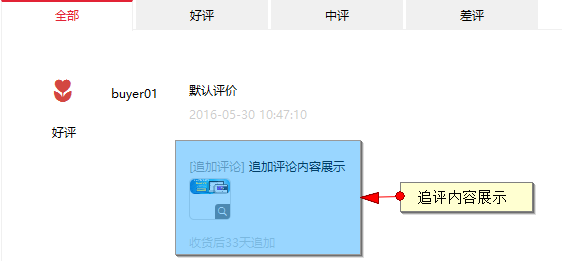 全部 好评 中评 差评
buyer01 默认评价
2016-05-30 10:47:10
好评
[追加评论] 追加评论内容展示
追评内容展示
收货后33天追加